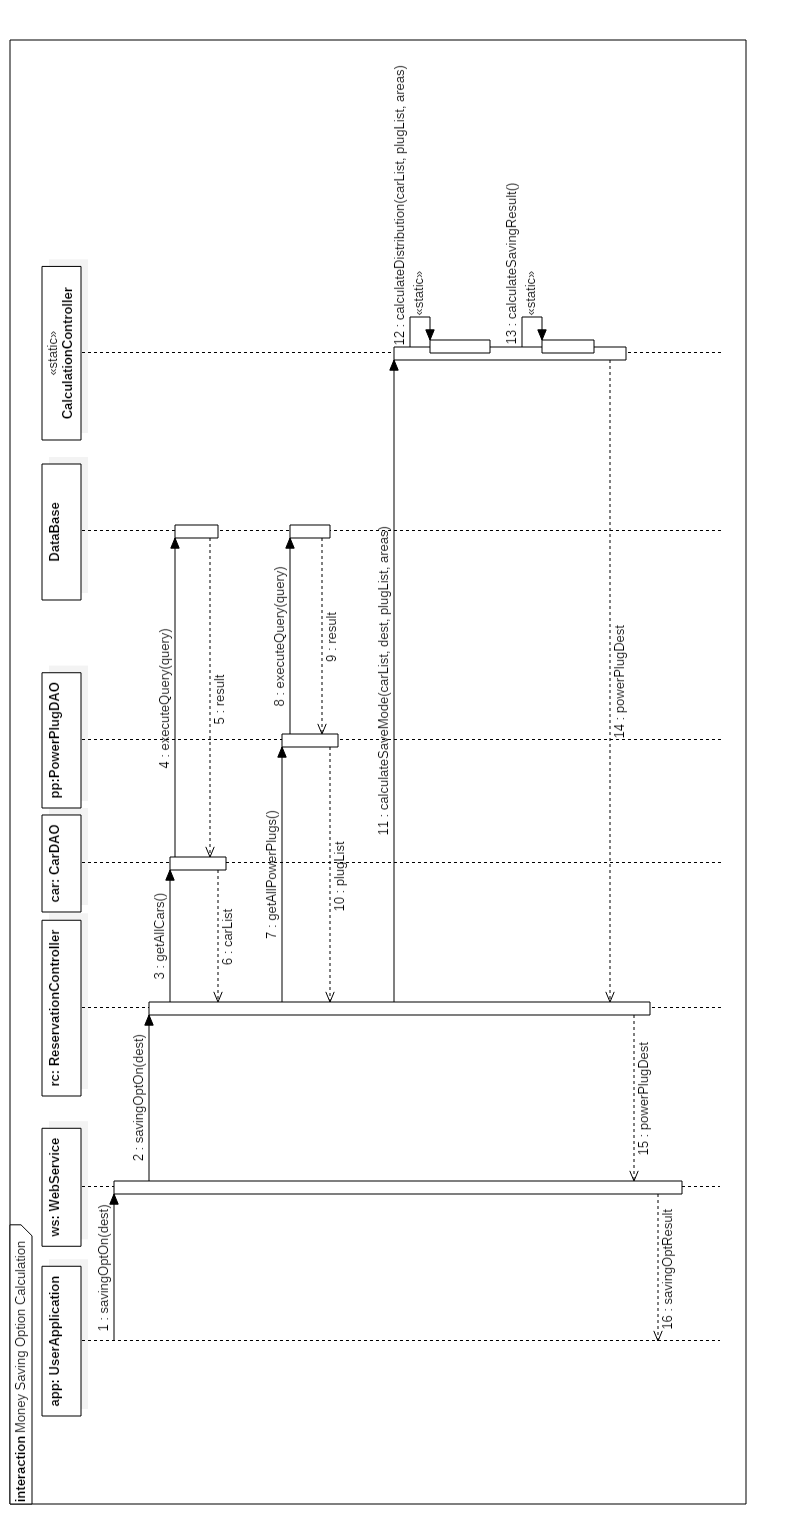 interaction Money Saving Option Calculation
app: UserApplication
ws: WebService
rc: ReservationController
car: CarDAO
pp:PowerPlugDAO
DataBase
«static»
CalculationController
1 : savingOptOn(dest)
2 : savingOptOn(dest)
3 : getAllCars()
4 : executeQuery(query)
5 : result
6 : carList
7 : getAllPowerPlugs()
8 : executeQuery(query)
9 : result
10 : plugList
11 : calculateSaveMode(carList, dest, plugList, areas)
12 : calculateDistribution(carList, plugList, areas)
«static»
13 : calculateSavingResult()
«static»
14 : powerPlugDest
15 : powerPlugDest
16 : savingOptResult